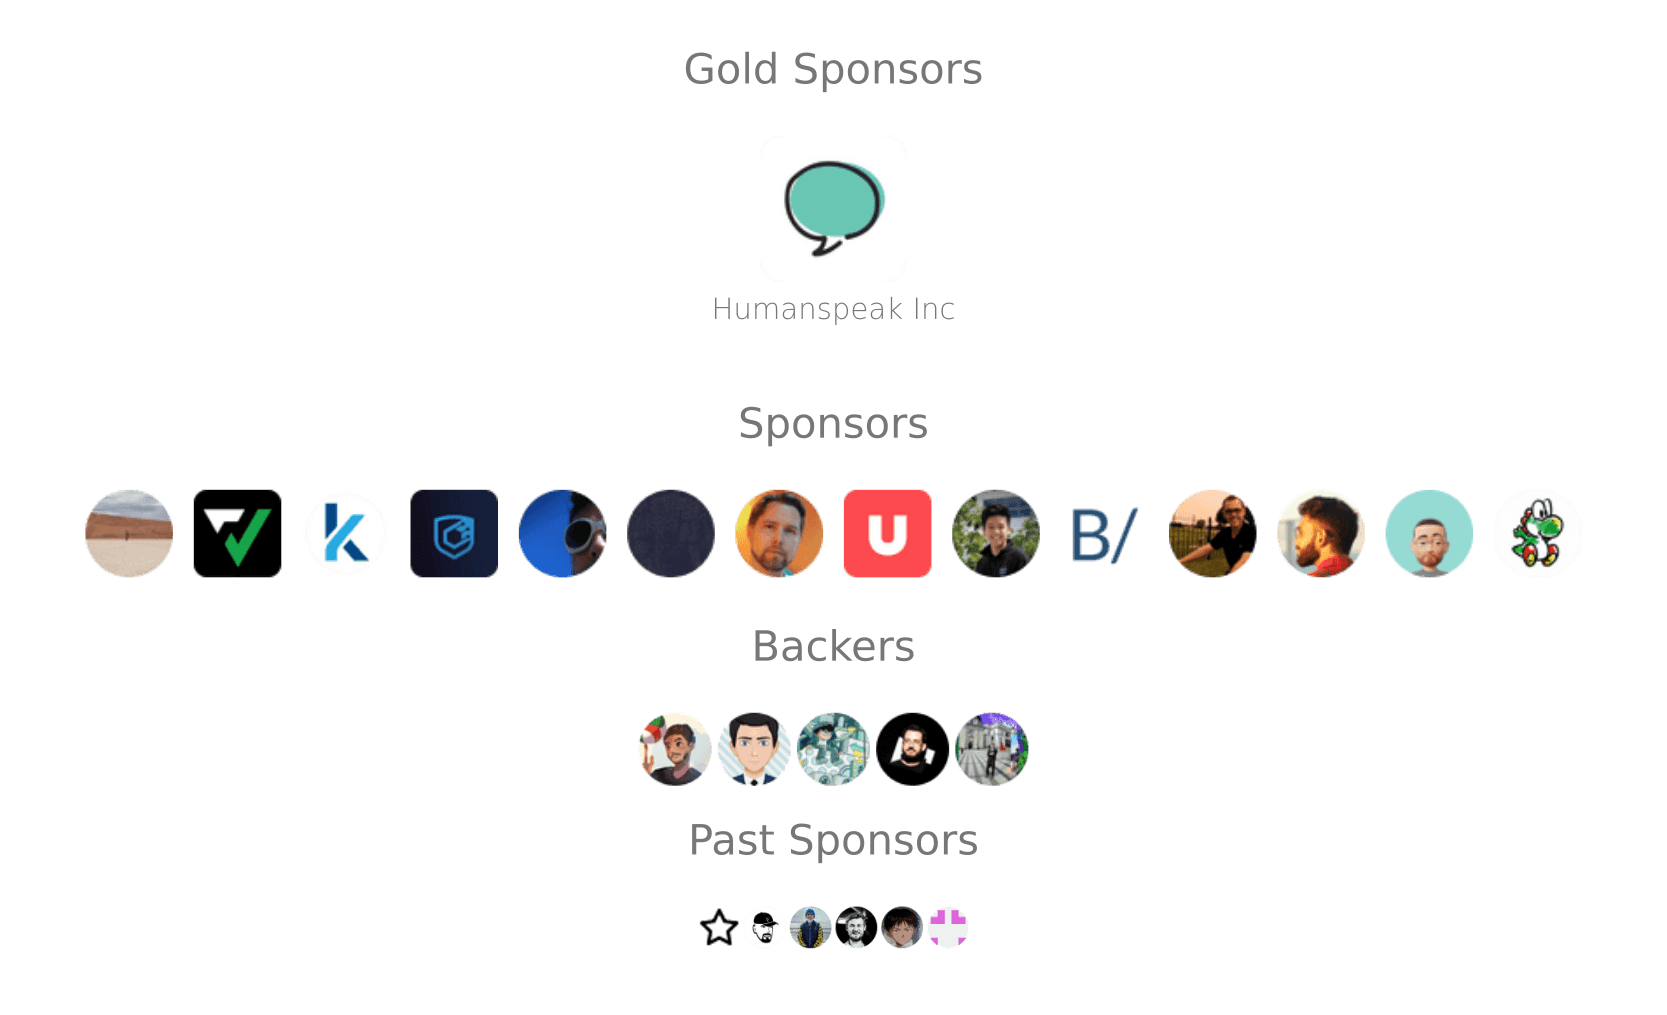 Gold Sponsors
Humanspeak Inc
Sponsors
U
B/
Backers
Past Sponsors